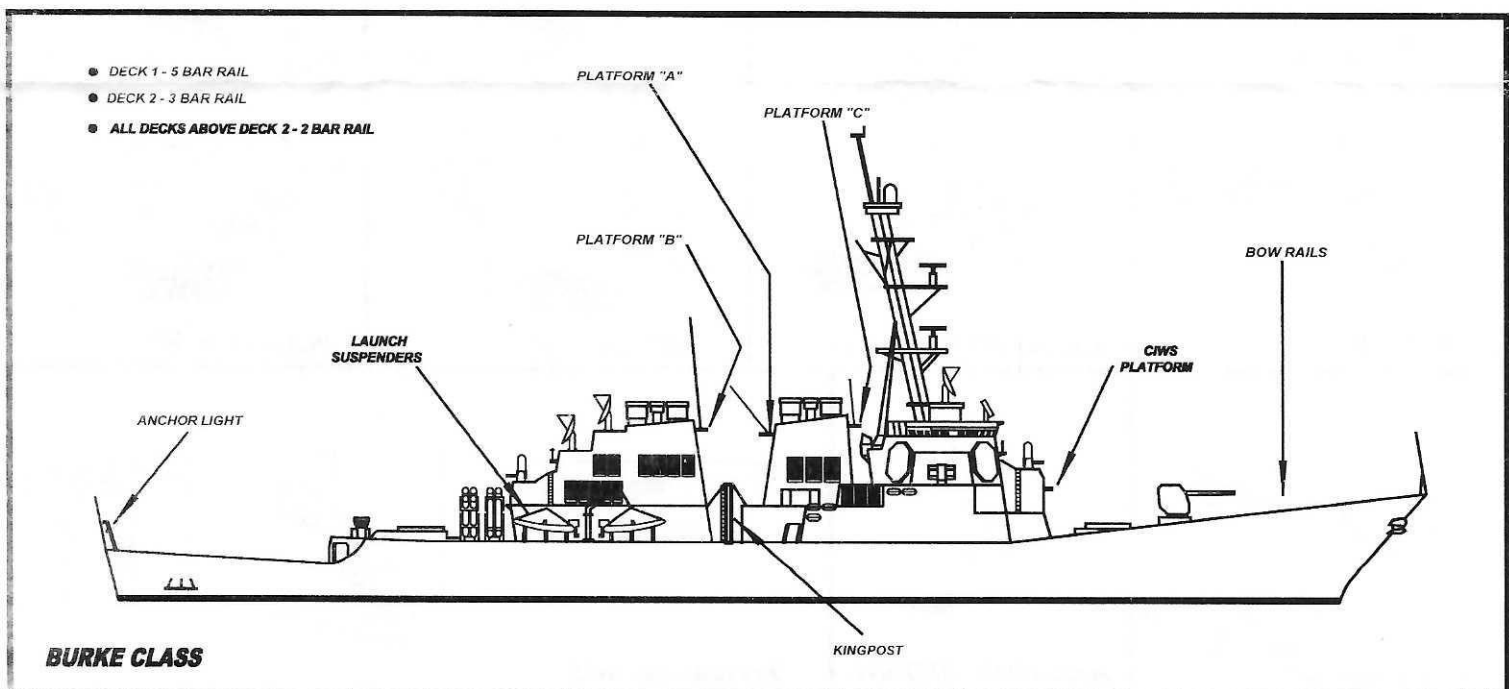 ● DECK 1 - 5 BAR RAIL
● DECK 2 - 3 BAR RAIL
● ALL DECKS ABOVE DECK 2 - 2 BAR RAIL
PLATFORM "A"
PLATFORM "C"
PLATFORM "B"
BOW RAILS
LAUNCH
SUSPENDERS
CIWS
PLATFORM
ANCHOR LIGHT
KINGPOST
BURKE CLASS